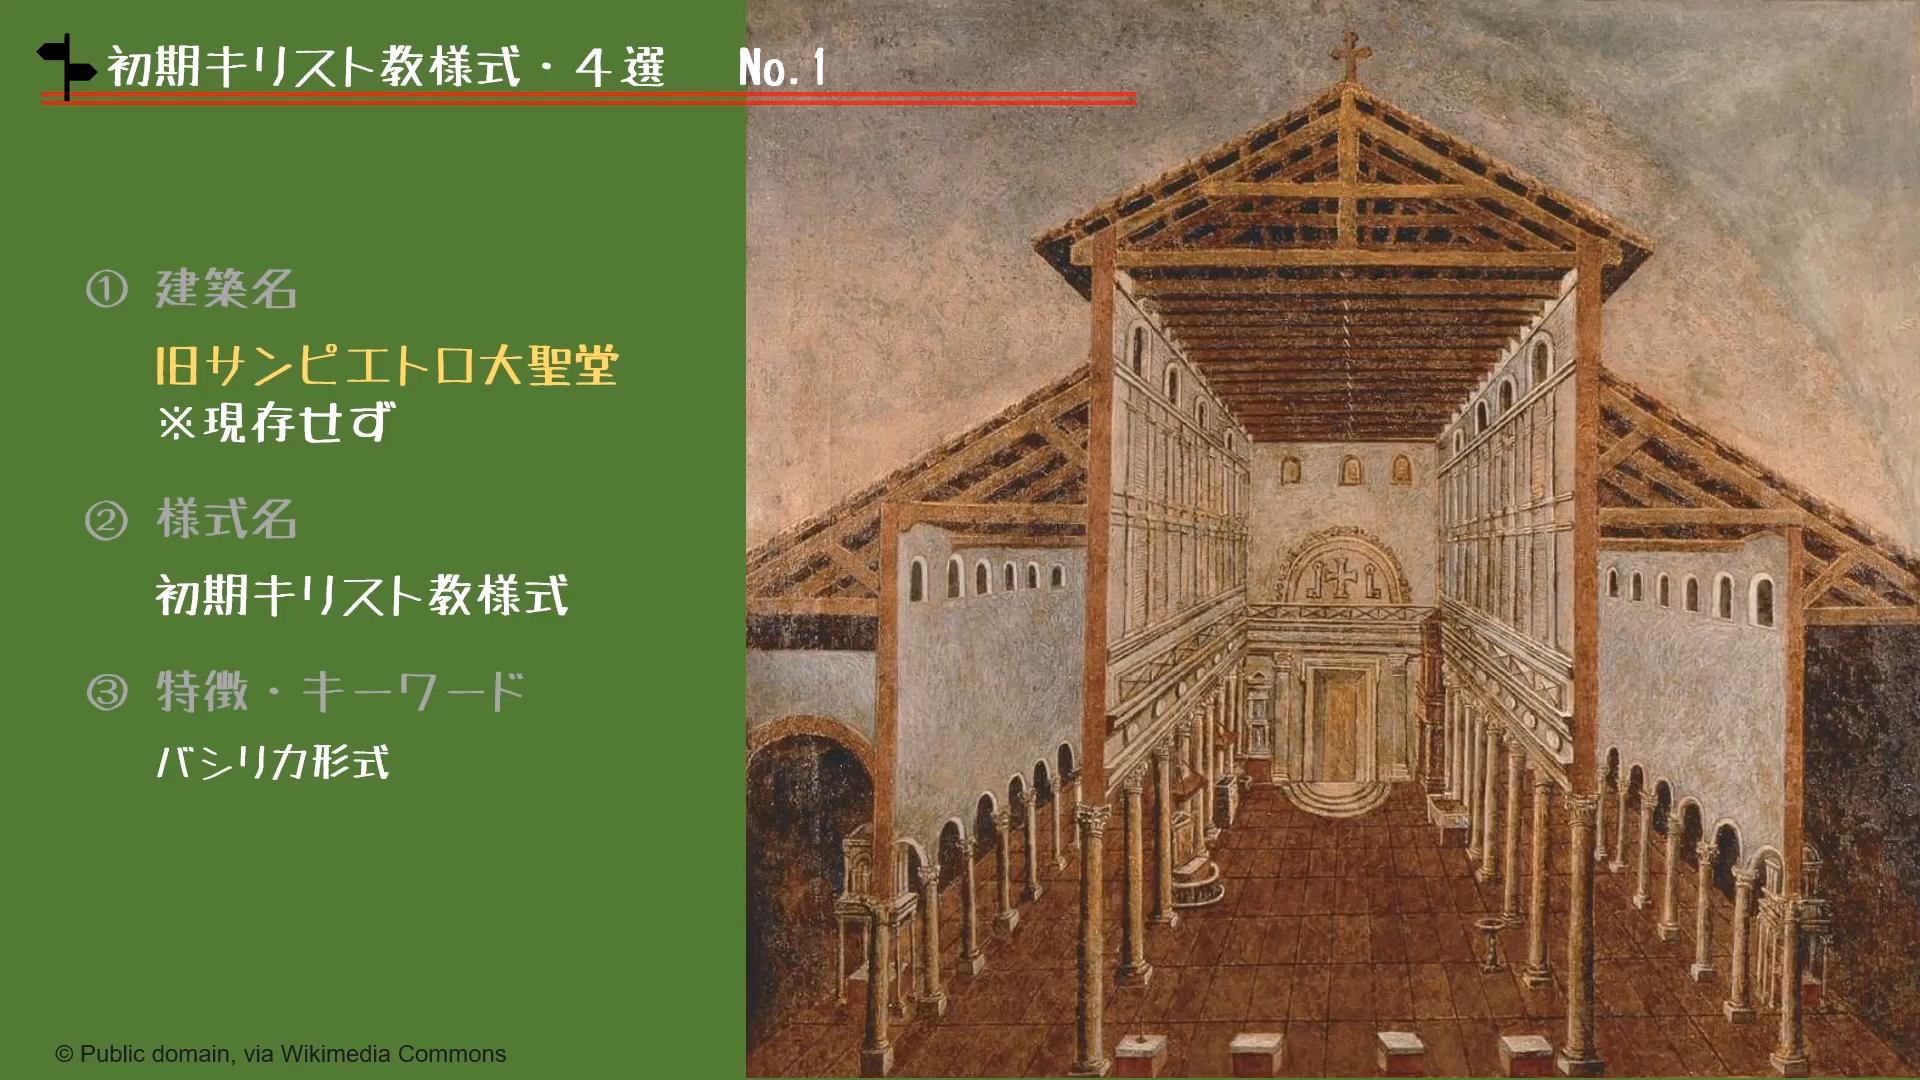 初期キリスト教様式・４選　No.1
① 建築名
旧サンピエトロ大聖堂
※現存せず
② 様式名
初期キリスト教様式
③ 特徴・キーワード
バシリカ形式
© Public domain, via Wikimedia Commons